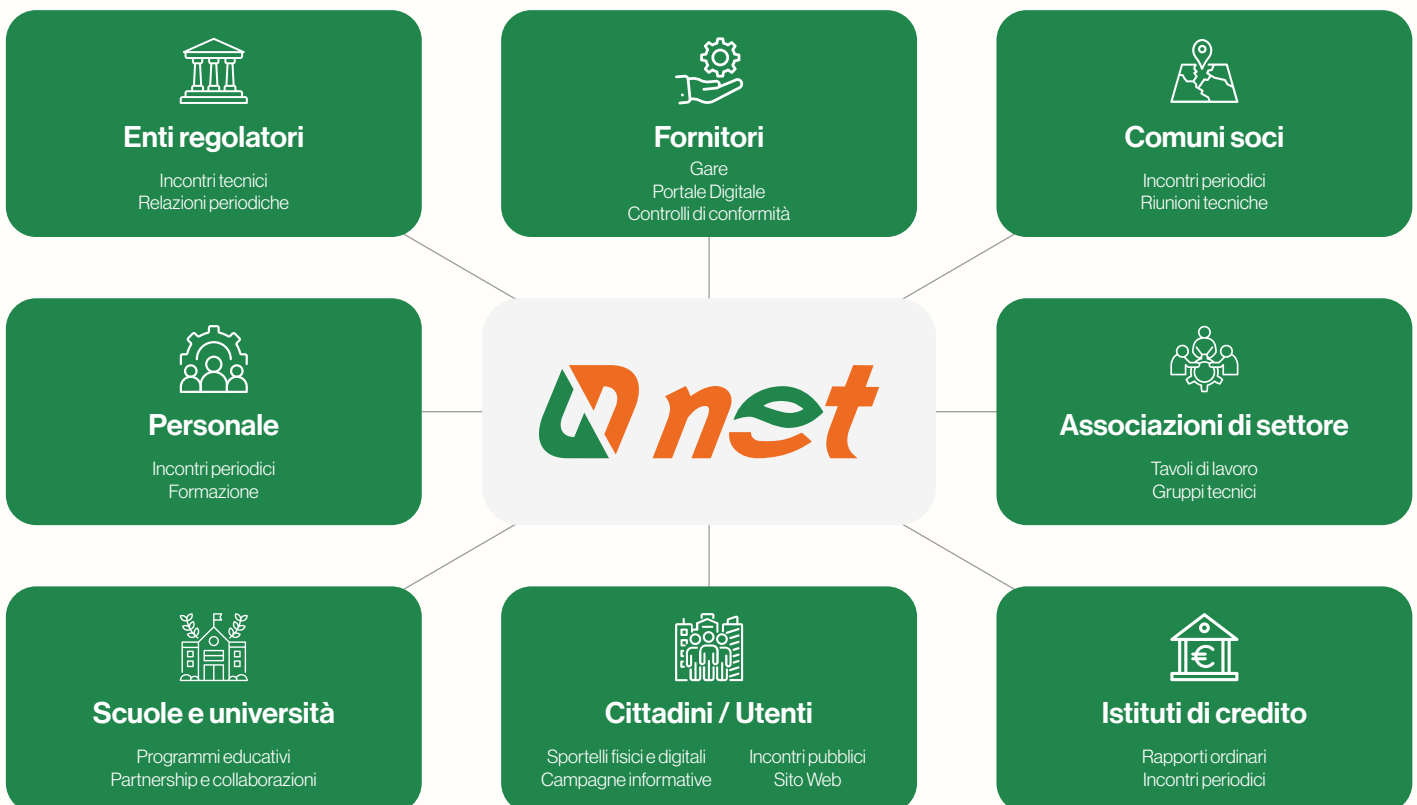 Enti regolatori
Incontri tecnici
Relazioni periodiche
Fornitori
Gare
Portale Digitale
Controlli di conformità
Comuni soci
Incontri periodici
Riunioni tecniche
Personale
Incontri periodici
Formazione
net
Associazioni di settore
Tavoli di lavoro
Gruppi tecnici
Scuole e università
Programmi educativi
Partnership e collaborazioni
Cittadini / Utenti
Sportelli fisici e digitali
Campagne informative
Incontri pubblici
Sito Web
Istituti di credito
€
Rapporti ordinari
Incontri periodici